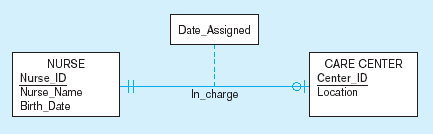 Date_Assigned
NURSE
Nurse_ID
Nurse_Name
Birth_Date
In_charge
CARE CENTER
Center_ID
Location